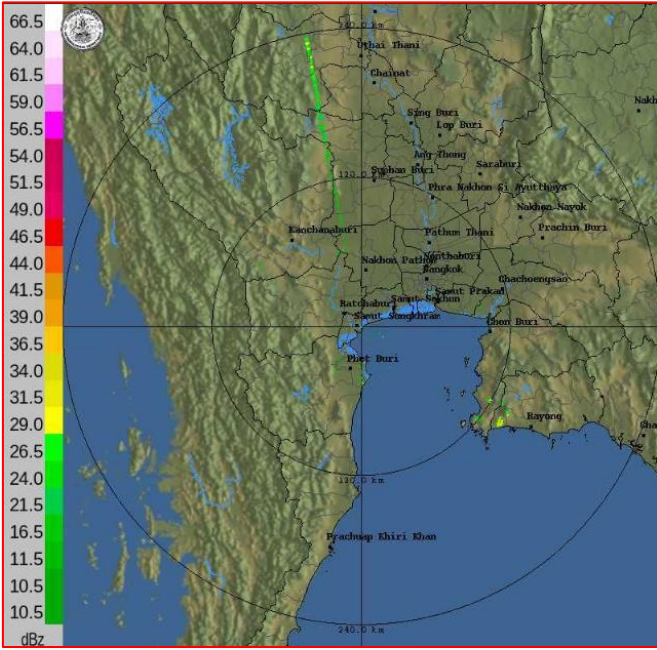 66.5
64.0
61.5
59.0
56.5
54.0
51.5
49.0
46.5
44.0
41.5
39.0
36.5
34.0
31.5
29.0
26.5
24.0
21.5
16.5
13.5
10.5
10.5
dBz
240.0 km
Uthai Thani
Chainat
Sing Buri
Lop Buri
Ang Thong
Saraburi
120.0 km
Suphan Buri
Phra Nakhon Si Ayutthaya
Nakhon Nayok
Kanchanaburi
Pathum Thani
Prachin Buri
Nonthaburi
Nakhon Pathom
Bangkok
Chachoengsao
Samut Prakan
Samut Sakhon
Ratchaburi
Samut Songkhram
Chon Buri
Phet Buri
Rayong
Cha
Nakh
120.0 km
Prachuap Khiri Khan
240.0 km